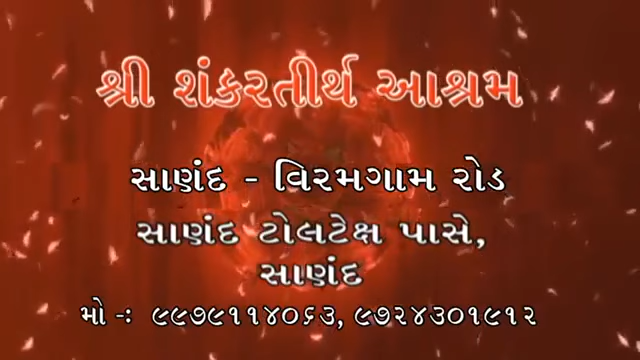 શ્રી શંકરતીર્થ આશ્રમ
સાણંદ - વિરમગામ રોડ
સાણંદ ટોલટેક્ષ પાસે,
સાણંદ
મો -: ૯૯૭૯૧૧૪૦૬૩, ૯૭૨૪૩૦૧૯૧૨